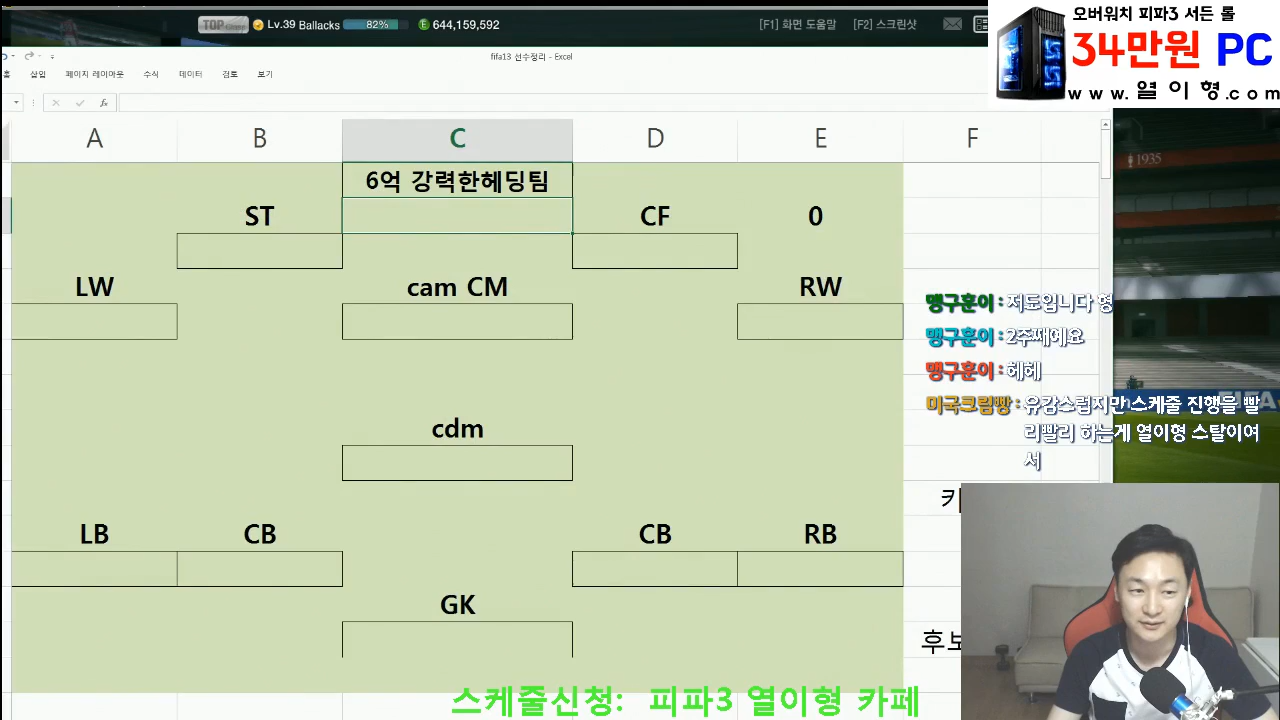 TOP
Lv.39 Ballacks
82%
E 644,159,592
[F1] 화면 도움말
[F2] 스크린샷
오버워치 피파3 서든 롤
34만원 PC
www.열이형.com
fifa13 선수정리 - Excel
홈 삽입 페이지 레이아웃 수식 데이터 검토 보기
fx
A B C D E F
6억 강력한헤딩팀
1935
ST CF 0
LW cam CM RW
맹구훈이 : 저도입니다 형
맹구훈이 : 2주째예요
맹구훈이 : 헤헤
미국크림빵 : 유감스럽지만 스케줄 진행을 빨
리빨리 하는게 열이형 스탈이여
서
FIFA
cdm
LB CB CB RB
GK
후보
스케줄신청: 피파3 열이형 카페